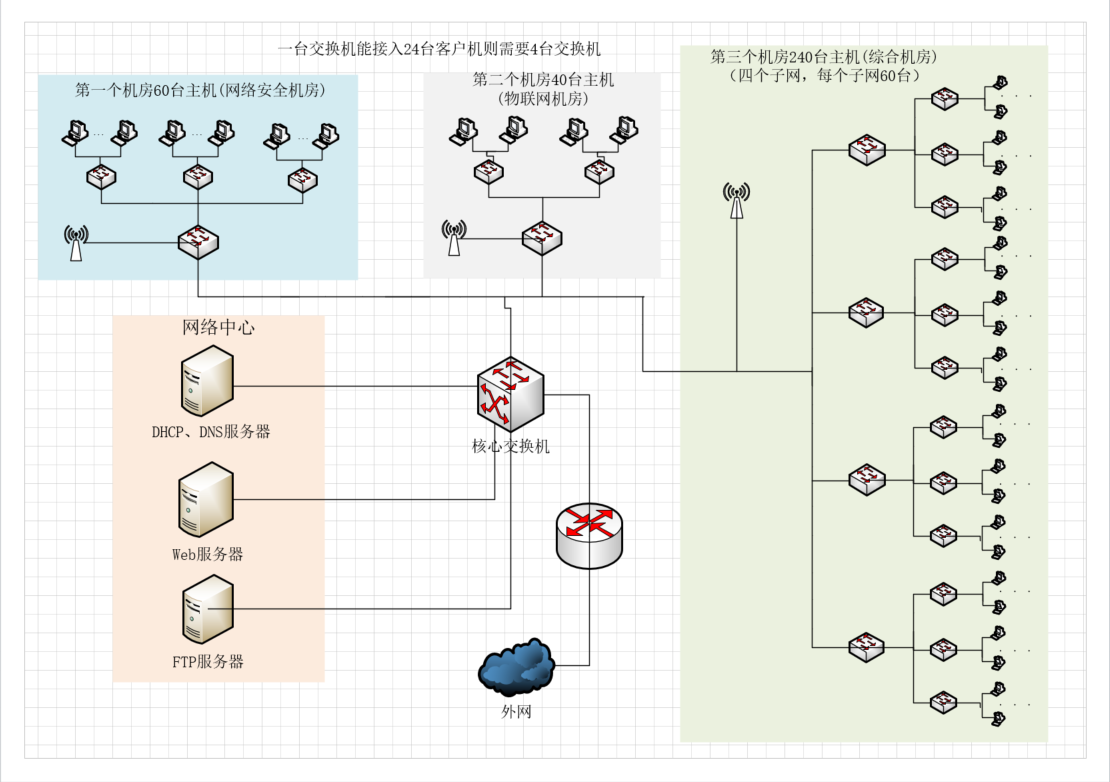 一台交换机能接入24台客户机则需要4台交换机
第一个机房60台主机(网络安全机房)
第二个机房40台主机
(物联网机房)
第三个机房240台主机(综合机房)
（四个子网，每个子网60台）
网络中心
DHCP、DNS服务器
Web服务器
FTP服务器
核心交换机
外网